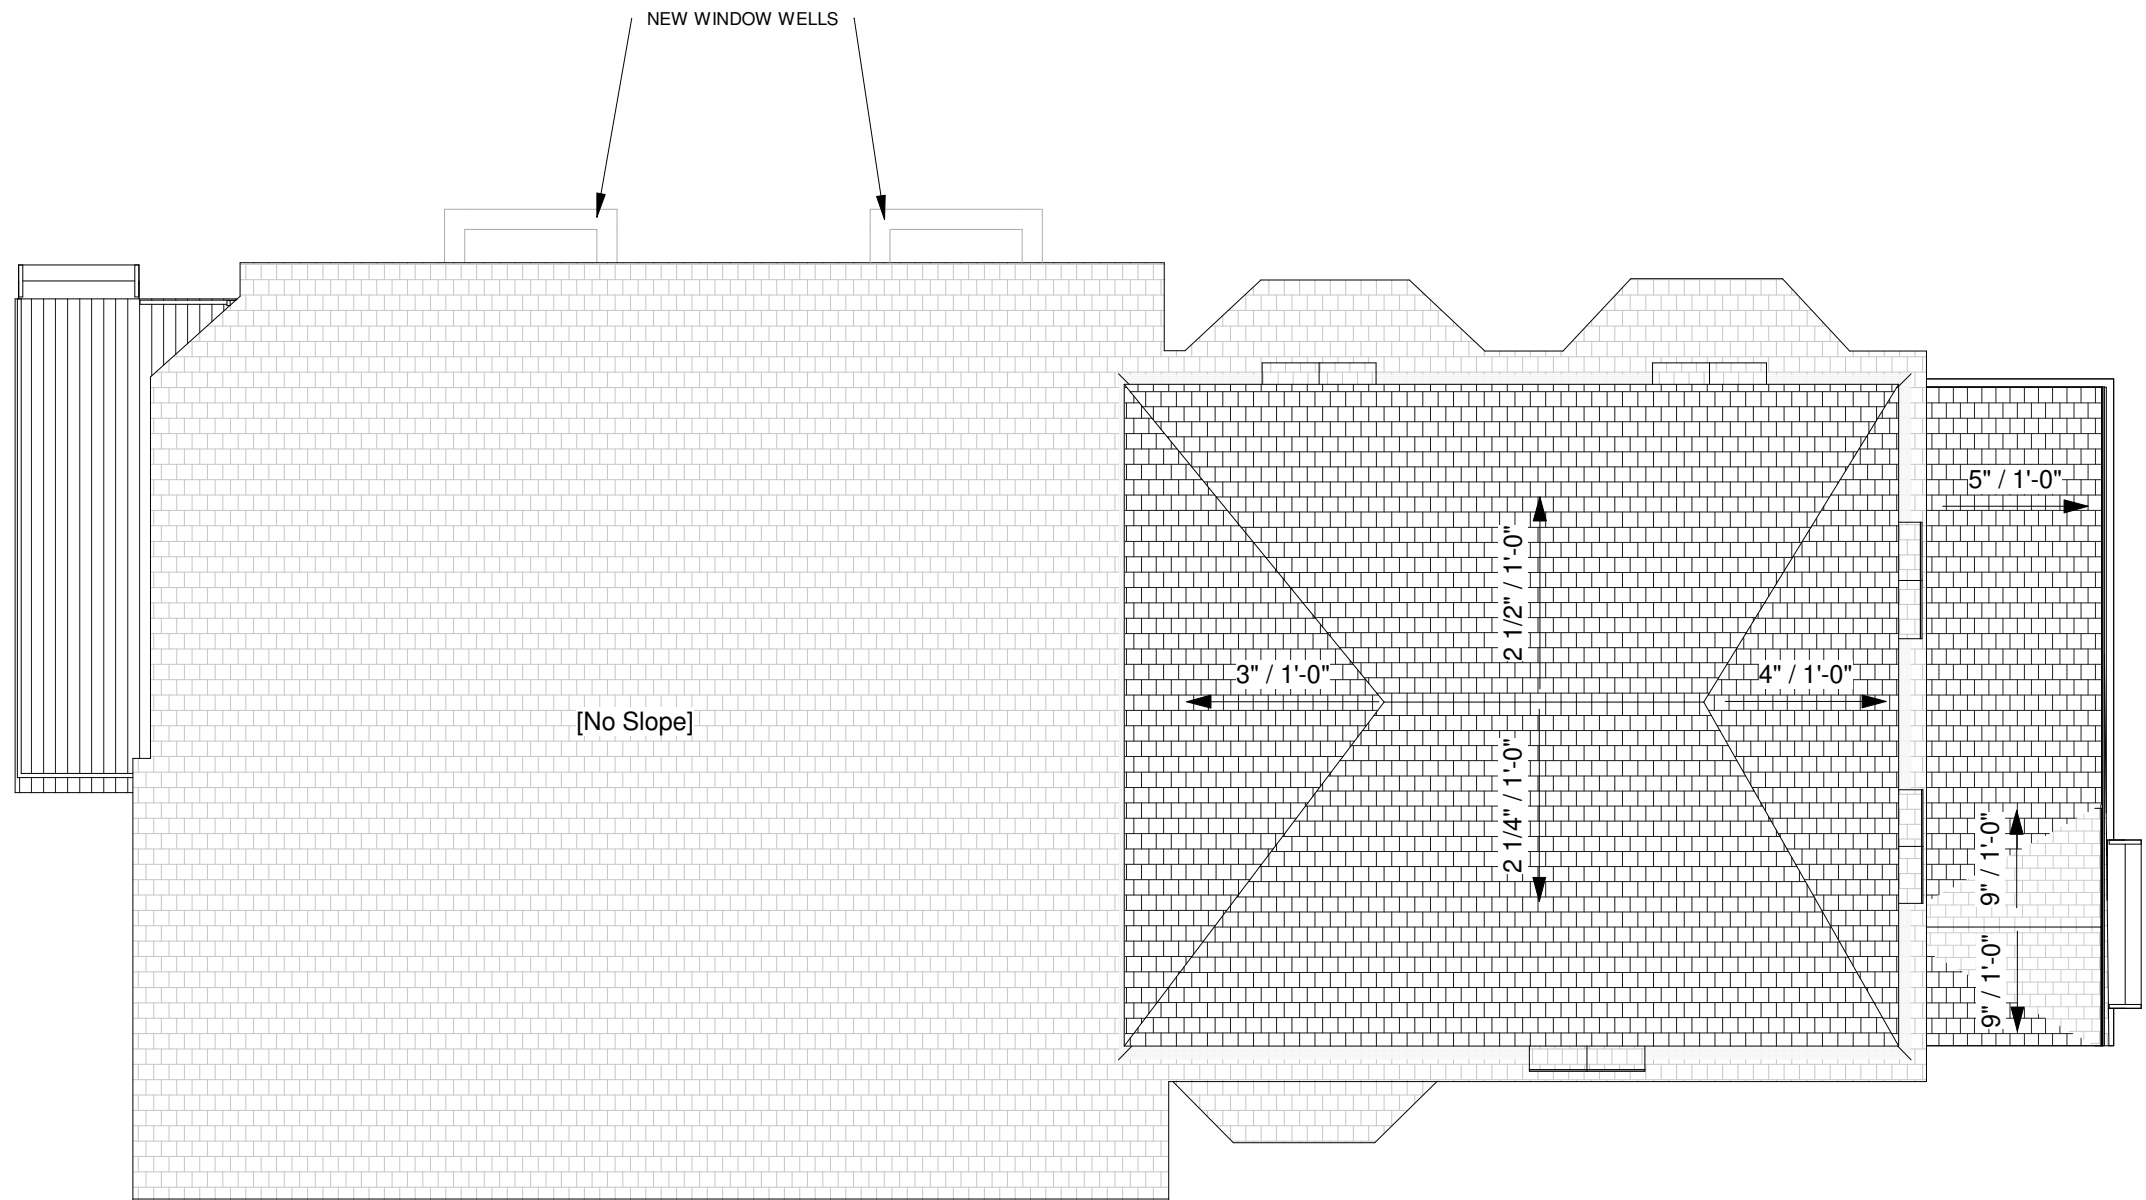 NEW WINDOW WELLS
5" / 1'-0"
2 1/2" / 1'-0"
3" / 1'-0"
4" / 1'-0"
[No Slope]
2 1/4" / 1'-0"
9" / 1'-0"
9" / 1'-0"